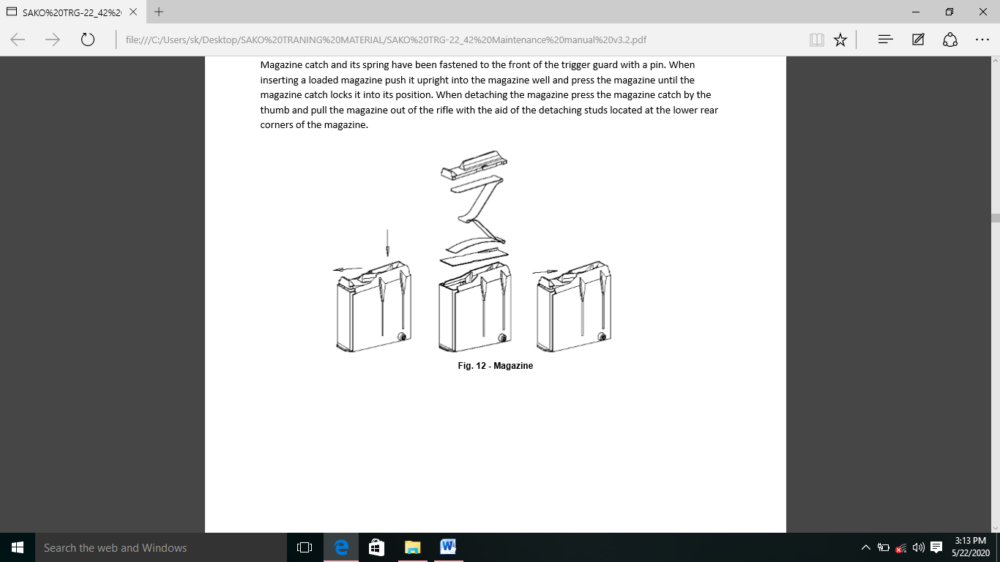 SAKO%20TRG-22_42%2
file:///C:/Users/sk/Desktop/SAKO%20TRANING%20MATERIAL/SAKO%20TRG-22_42%20Maintenance%20manual%20v3.2.pdf
Magazine catch and its spring have been fastened to the front of the trigger guard with a pin. When
inserting a loaded magazine push it upright into the magazine well and press the magazine until the
magazine catch locks it into its position. When detaching the magazine press the magazine catch by the
thumb and pull the magazine out of the rifle with the aid of the detaching studs located at the lower rear
corners of the magazine.
Fig. 12 - Magazine
Search the web and Windows
3:13 PM
5/22/2020